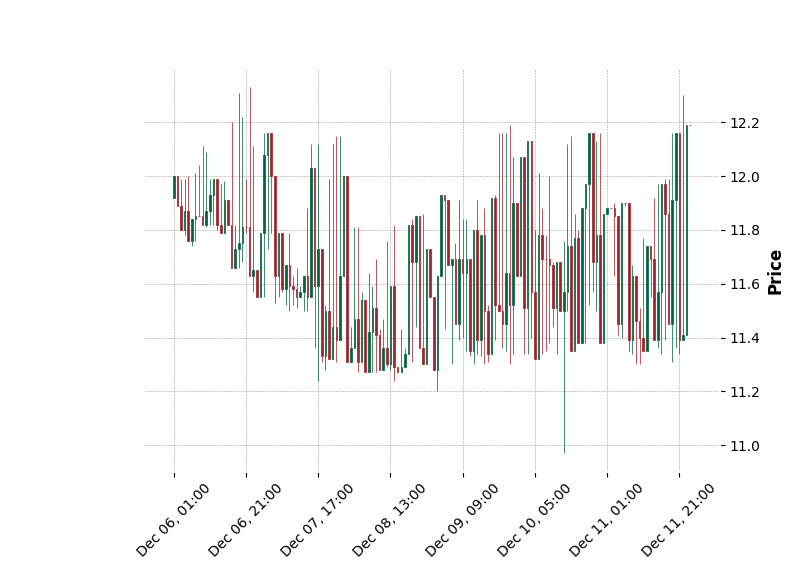 12.2
12.0
11.8
11.6
11.4
11.2
11.0
Price
Dec 06, 01:00
Dec 06, 21:00
Dec 07, 17:00
Dec 08, 13:00
Dec 09, 09:00
Dec 10, 05:00
Dec 11, 01:00
Dec 11, 21:00